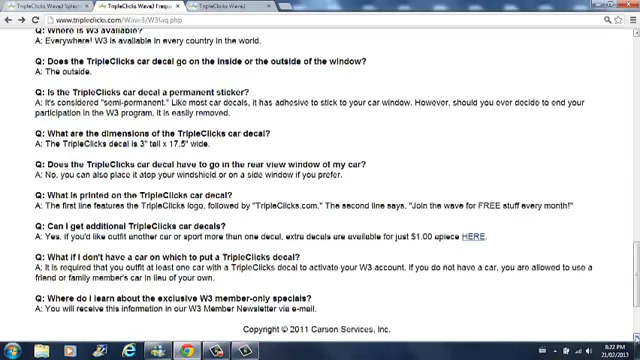 TripleClicks Wave3 Splash
TripleClicks Wave3 Frequ
TripleClicks Wave3
www.tripleclicks.com/Wave3/W3faq.php
Q: Where is W3 available?
A: Everywhere! W3 is available in every country in the world.
Q: Does the TripleClicks car decal go on the inside or the outside of the window?
A: The outside.
Q: Is the TripleClicks car decal a permanent sticker?
A: It's considered "semi-permanent." Like most car decals, it has adhesive to stick to your car window. However, should you ever decide to end your
participation in the W3 program, it is easily removed.
Q: What are the dimensions of the TripleClicks car decal?
A: The TripleClicks decal is 3" tall x 17.5" wide.
Q: Does the TripleClicks car decal have to go in the rear view window of my car?
A: No, you can also place it atop your windshield or on a side window if you prefer.
Q: What is printed on the TripleClicks car decal?
A: The first line features the TripleClicks logo, followed by "TripleClicks.com." The second line says, "Join the wave for FREE stuff every month!"
Q: Can I get additional TripleClicks car decals?
A: Yes, if you'd like outfit another car or sport more than one decal, extra decals are available for just $1.00 apiece HERE.
Q: What if I don't have a car on which to put a TripleClicks decal?
A: It is required that you outfit at least one car with a TripleClicks decal to activate your W3 account. If you do not have a car, you are allowed to use a
friend or family member's car in lieu of your own.
Q: Where do I learn about the exclusive W3 member-only specials?
A: You will receive this information in our W3 Member Newsletter via e-mail.
Copyright © 2011 Carson Services, Inc.
8:22 PM
21/02/2013